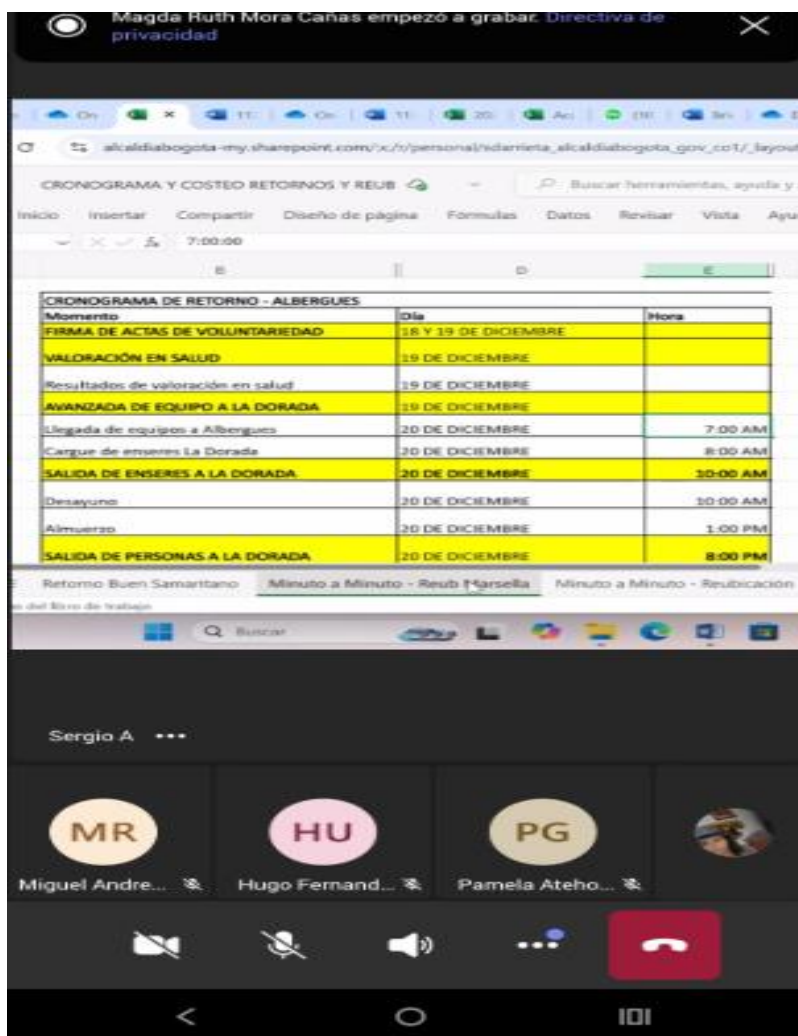 Magda Ruth Mora Cañas empezó a grabar. Directiva de
privacidad
alcaldiabogota-my.sharepoint.com/:x:/r/personal/sdarrieta_alcaldiabogota_gov_co1/_layout
CRONOGRAMA Y COSTEO RETORNOS Y REUB
Buscar herramientas, ayuda y
Inicio Insertar Compartir Diseño de página Fórmulas Datos Revisar Vista Ayu
7:00:00
B D E
CRONOGRAMA DE RETORNO - ALBERGUES
Momento Día Hora
FIRMA DE ACTAS DE VOLUNTARIEDAD 18 Y 19 DE DICIEMBRE
VALORACIÓN EN SALUD 19 DE DICIEMBRE
Resultados de valoración en salud 19 DE DICIEMBRE
AVANZADA DE EQUIPO A LA DORADA 19 DE DICIEMBRE
Llegada de equipos a Albergues 20 DE DICIEMBRE 7:00 AM
Cargue de enseres La Dorada 20 DE DICIEMBRE 8:00 AM
SALIDA DE ENSERES A LA DORADA 20 DE DICIEMBRE 10:00 AM
Desayuno 20 DE DICIEMBRE 10:00 AM
Almuerzo 20 DE DICIEMBRE 1:00 PM
SALIDA DE PERSONAS A LA DORADA 20 DE DICIEMBRE 8:00 PM
Retorno Buen Samaritano Minuto a Minuto - Reub Marsella Minuto a Minuto - Reubicación
del libro de trabajo
Buscar
Sergio A
MR HU PG
Miguel Andre... Hugo Fernand... Pamela Ateho...